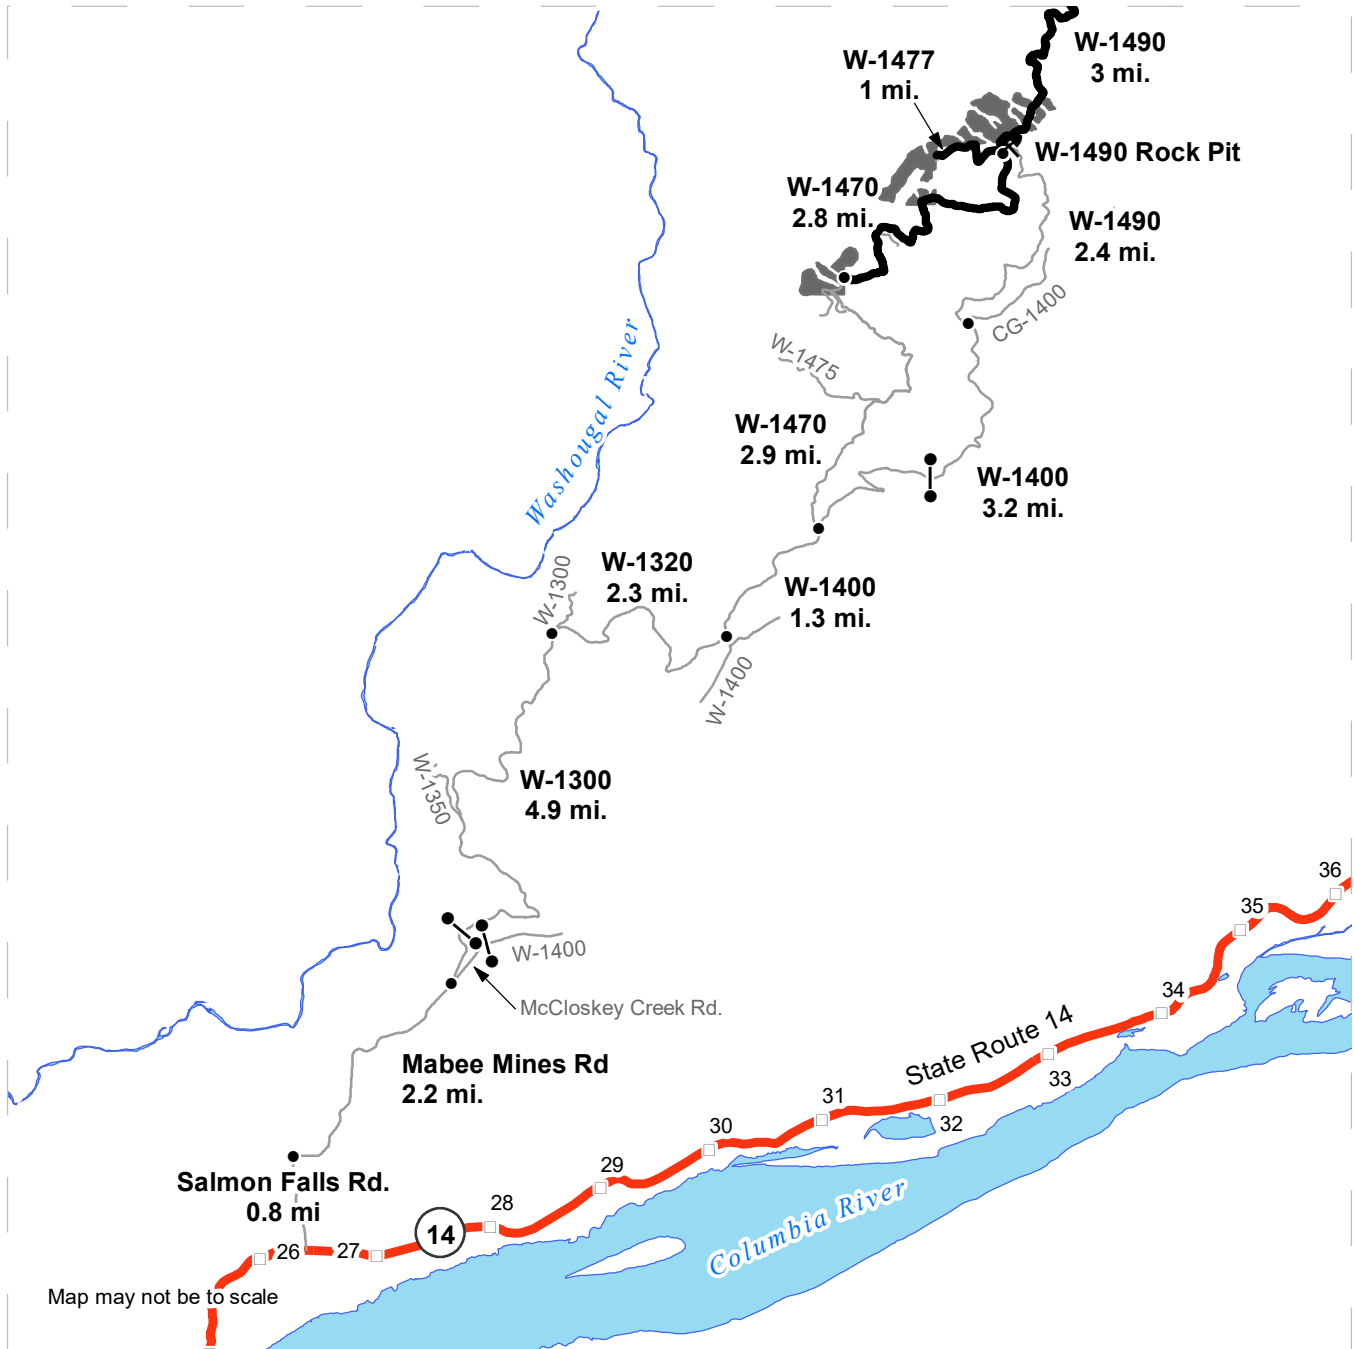 W-1490
3 mi.
W-1477
1 mi.
W-1490 Rock Pit
W-1470
2.8 mi.
W-1490
2.4 mi.
CG-1400
W-1475
Washougal River
W-1470
2.9 mi.
W-1400
3.2 mi.
W-1300
W-1320
2.3 mi.
W-1400
1.3 mi.
W-1400
W-1350
W-1300
4.9 mi.
W-1400
McCloskey Creek Rd.
Mabee Mines Rd
2.2 mi.
36
35
34
State Route 14
33
32
31
30
29
28
Salmon Falls Rd.
0.8 mi
14
26
27
Columbia River
Map may not be to scale